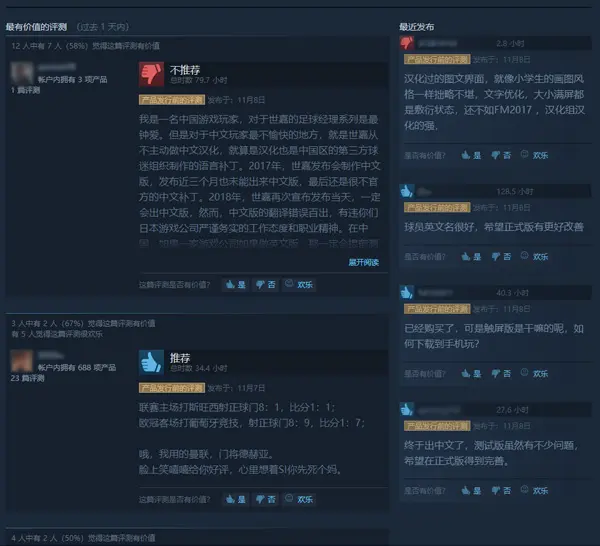 最有价值的评测 （过去 1 天内）
12 人中有 7 人（58%）觉得这篇评测有价值
帐户内拥有 3 项产品
1 篇评测
不推荐
总时数 79.7 小时
产品发行前的评测 发布于：11月8日
我是一名中国游戏玩家，对于世嘉的足球经理系列是最
钟爱。但是对于中文玩家最不愉快的地方，就是世嘉从
不主动做中文汉化，就算是汉化也是中国区的第三方球
迷组织制作的语言补丁。2017年，世嘉发布会制作中文
版，发布近三个月也未能出来中文版，最后还是很不官
方的中文补丁。2018年，世嘉再次宣布发布当天，一定
会出中文版，然而，中文版的翻译错误百出，有违你们
日本游戏公司严谨务实的工作态度和职业精神。在中
展开阅读
这篇评测是否有价值？ 是 否 欢乐
3 人中有 2 人（67%）觉得这篇评测有价值
有 5 人觉得这篇评测很欢乐
帐户内拥有 688 项产品
23 篇评测
推荐
总时数 34.4 小时
产品发行前的评测 发布于：11月7日
联赛主场打斯旺西射正球门8：1，比分1：1；
欧冠客场打葡萄牙竞技，射正球门8：9，比分1：7；
哦，我用的曼联，门将德赫亚。
脸上笑嘻嘻给你好评，心里想着SI你先死个妈。
这篇评测是否有价值？ 是 否 欢乐
4 人中有 2 人（50%）觉得这篇评测有价值
最近发布
2.8 小时
产品发行前的评测 发布于：11月8日
汉化过的图文界面，就像小学生的画图风
格一样拙略不堪，文字优化，大小满屏都
是敷衍状态，还不如FM2017 ，汉化组汉
化的强，
是否有价值？ 是 否 欢乐
128.5 小时
产品发行前的评测 发布于：11月8日
球员英文名很好，希望正式版有更好改善
是否有价值？ 是 否 欢乐
40.3 小时
产品发行前的评测 发布于：11月8日
已经购买了，可是触屏版是干嘛的呢，如
何下载到手机玩？
是否有价值？ 是 否 欢乐
27.6 小时
产品发行前的评测 发布于：11月8日
终于出中文了，测试版虽然有不少问题，
希望在正式版得到完善。
是否有价值？ 是 否 欢乐